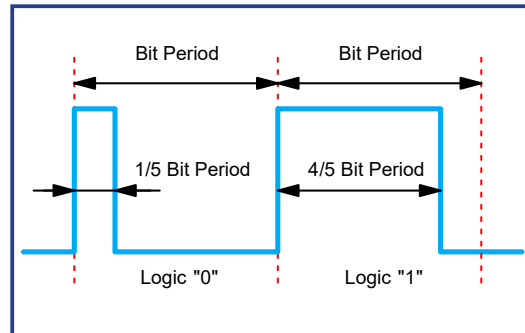 Bit Period Bit Period
1/5 Bit Period 4/5 Bit Period
Logic "0" Logic "1"